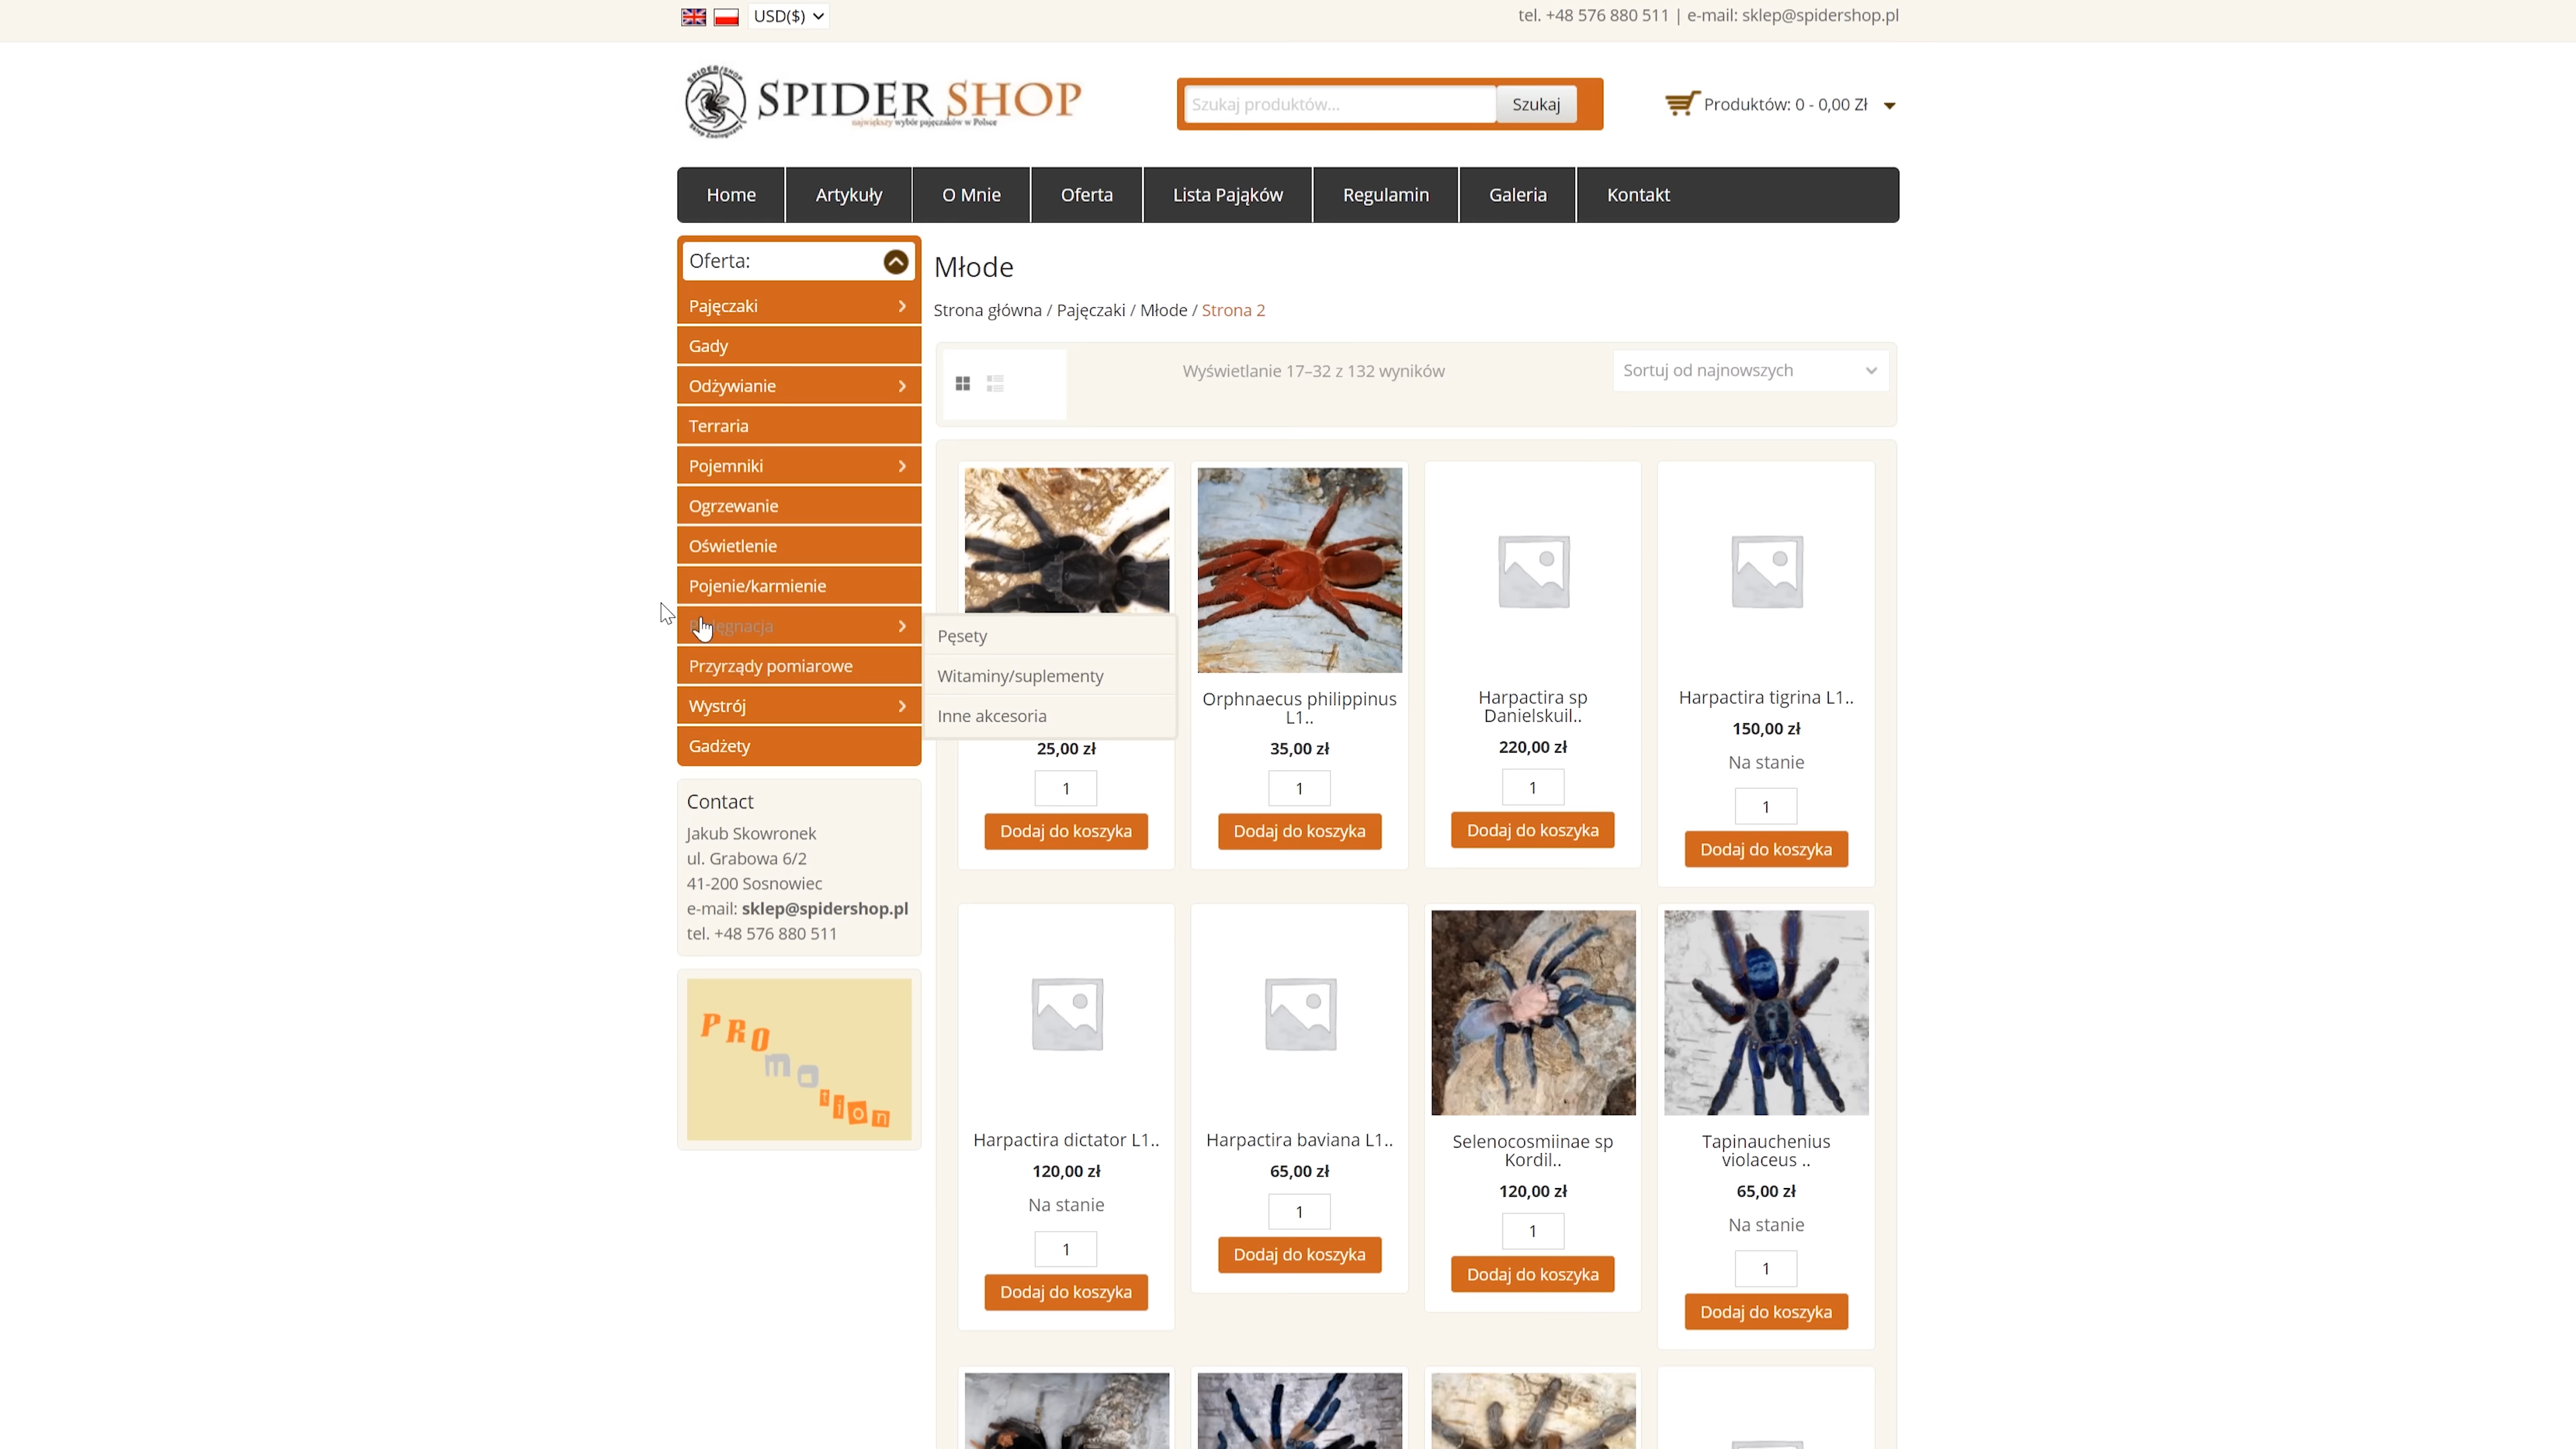 USD($)
tel. +48 576 880 511 | e-mail: sklep@spidershop.pl
SPIDER SHOP
największy wybór pajęczaków w Polsce
Szukaj produktów...
Szukaj
Produktów: 0 - 0,00 Zł
Home
Artykuły
O Mnie
Oferta
Lista Pająków
Regulamin
Galeria
Kontakt
Oferta:
Pajęczaki
Gady
Odżywianie
Terraria
Pojemniki
Ogrzewanie
Oświetlenie
Pojenie/karmienie
Przyrządy pomiarowe
Wystrój
Gadżety
Pęsety
Witaminy/suplementy
Inne akcesoria
Contact
Jakub Skowronek
ul. Grabowa 6/2
41-200 Sosnowiec
e-mail: sklep@spidershop.pl
tel. +48 576 880 511
PROmotion
Młode
Strona główna / Pajęczaki / Młode / Strona 2
Wyświetlanie 17–32 z 132 wyników
Sortuj od najnowszych
25,00 zł
1
Dodaj do koszyka
Orphnaecus philippinus
L1..
35,00 zł
1
Dodaj do koszyka
Harpactira sp
Danielskuil..
220,00 zł
1
Dodaj do koszyka
Harpactira tigrina L1..
150,00 zł
Na stanie
1
Dodaj do koszyka
Harpactira dictator L1..
120,00 zł
Na stanie
1
Dodaj do koszyka
Harpactira baviana L1..
65,00 zł
1
Dodaj do koszyka
Selenocosmiinae sp
Kordil..
120,00 zł
1
Dodaj do koszyka
Tapinauchenius
violaceus ..
65,00 zł
Na stanie
1
Dodaj do koszyka